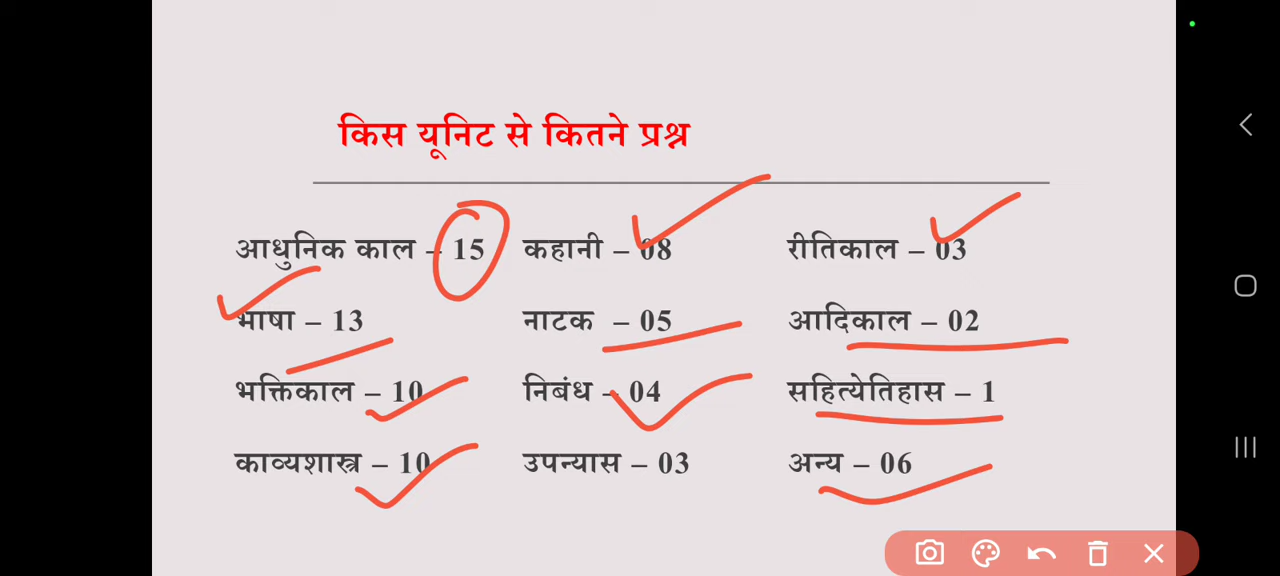 किस यूनिट से कितने प्रश्न
आधुनिक काल – 15 कहानी – 08 रीतिकाल – 03
भाषा – 13 नाटक – 05 आदिकाल – 02
भक्तिकाल – 10 निबंध – 04 सहित्येतिहास – 1
काव्यशास्त्र – 10 उपन्यास – 03 अन्य – 06